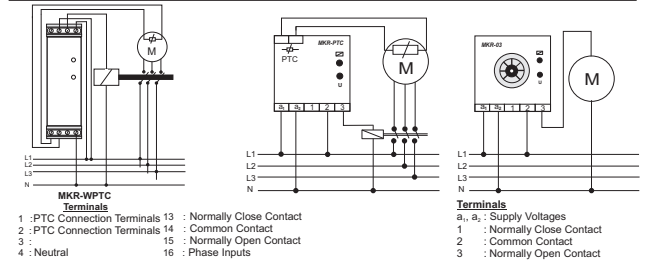 M
L1
L2
L3
N
MKR-WPTC
Terminals
1 :PTC Connection Terminals
2 :PTC Connection Terminals
3 :
4 : Neutral
13 : Normally Close Contact
14 : Common Contact
15 : Normally Open Contact
16 : Phase Inputs
PTC
MKR-PTC
U
M
a₁ a₂ 1 2 3
L1
L2
L3
N
MKR-03
U
M
a₁ a₂ 1 2 3
L1
L2
L3
N
Terminals
a₁, a₂ : Supply Voltages
1 : Normally Close Contact
2 : Common Contact
3 : Normally Open Contact